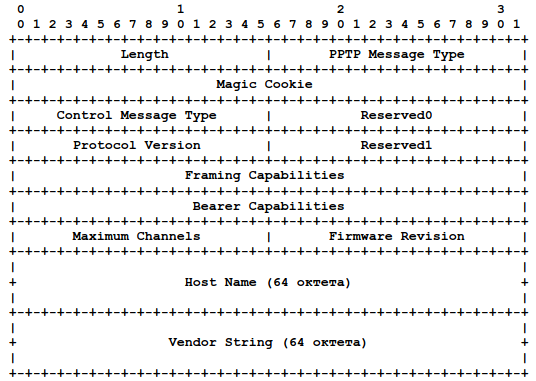 0 1 2 3
0 1 2 3 4 5 6 7 8 9 0 1 2 3 4 5 6 7 8 9 0 1 2 3 4 5 6 7 8 9 0 1
+-+-+-+-+-+-+-+-+-+-+-+-+-+-+-+-+-+-+-+-+-+-+-+-+-+-+-+-+-+-+-+-+
| Length | PPTP Message Type |
+-+-+-+-+-+-+-+-+-+-+-+-+-+-+-+-+-+-+-+-+-+-+-+-+-+-+-+-+-+-+-+-+
| Magic Cookie |
+-+-+-+-+-+-+-+-+-+-+-+-+-+-+-+-+-+-+-+-+-+-+-+-+-+-+-+-+-+-+-+-+
| Control Message Type | Reserved0 |
+-+-+-+-+-+-+-+-+-+-+-+-+-+-+-+-+-+-+-+-+-+-+-+-+-+-+-+-+-+-+-+-+
| Protocol Version | Reserved1 |
+-+-+-+-+-+-+-+-+-+-+-+-+-+-+-+-+-+-+-+-+-+-+-+-+-+-+-+-+-+-+-+-+
| Framing Capabilities |
+-+-+-+-+-+-+-+-+-+-+-+-+-+-+-+-+-+-+-+-+-+-+-+-+-+-+-+-+-+-+-+-+
| Bearer Capabilities |
+-+-+-+-+-+-+-+-+-+-+-+-+-+-+-+-+-+-+-+-+-+-+-+-+-+-+-+-+-+-+-+-+
| Maximum Channels | Firmware Revision |
+-+-+-+-+-+-+-+-+-+-+-+-+-+-+-+-+-+-+-+-+-+-+-+-+-+-+-+-+-+-+-+-+
| |
+ Host Name (64 октета) +
| |
+-+-+-+-+-+-+-+-+-+-+-+-+-+-+-+-+-+-+-+-+-+-+-+-+-+-+-+-+-+-+-+-+
| |
+ Vendor String (64 октета) +
| |
+-+-+-+-+-+-+-+-+-+-+-+-+-+-+-+-+-+-+-+-+-+-+-+-+-+-+-+-+-+-+-+-+